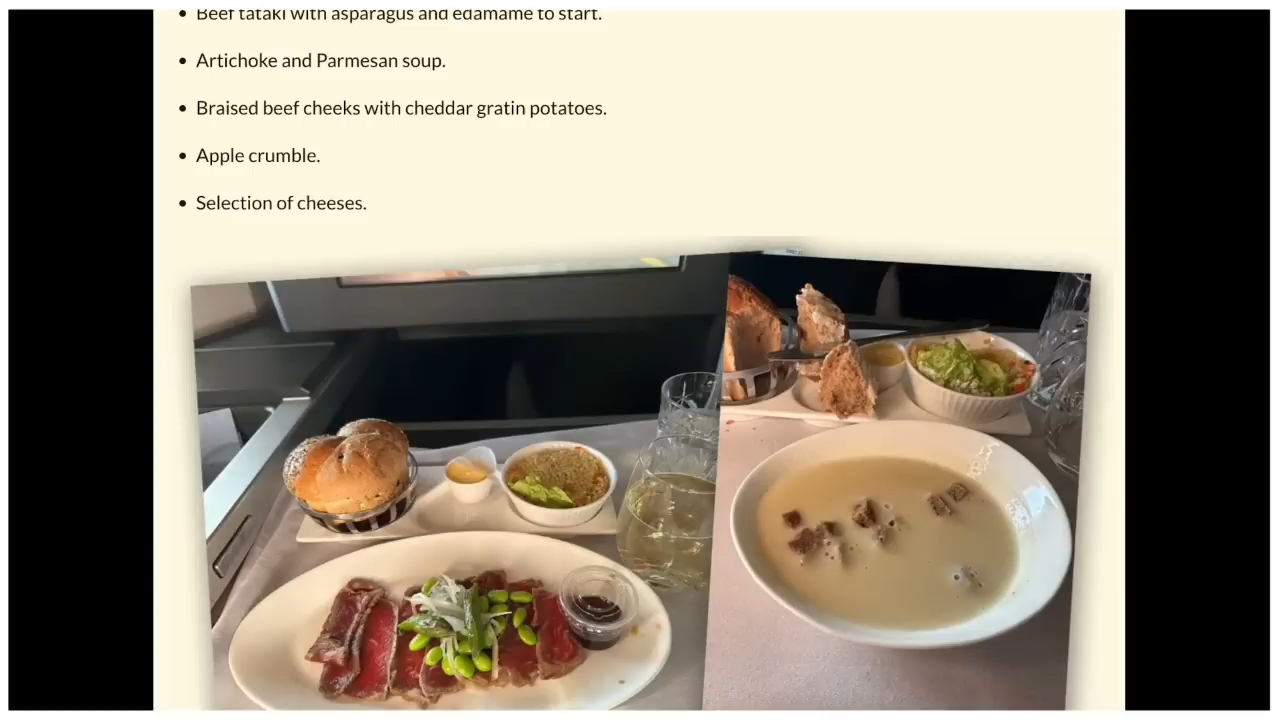 Beef tataki with asparagus and edamame to start.
Artichoke and Parmesan soup.
Braised beef cheeks with cheddar gratin potatoes.
Apple crumble.
Selection of cheeses.